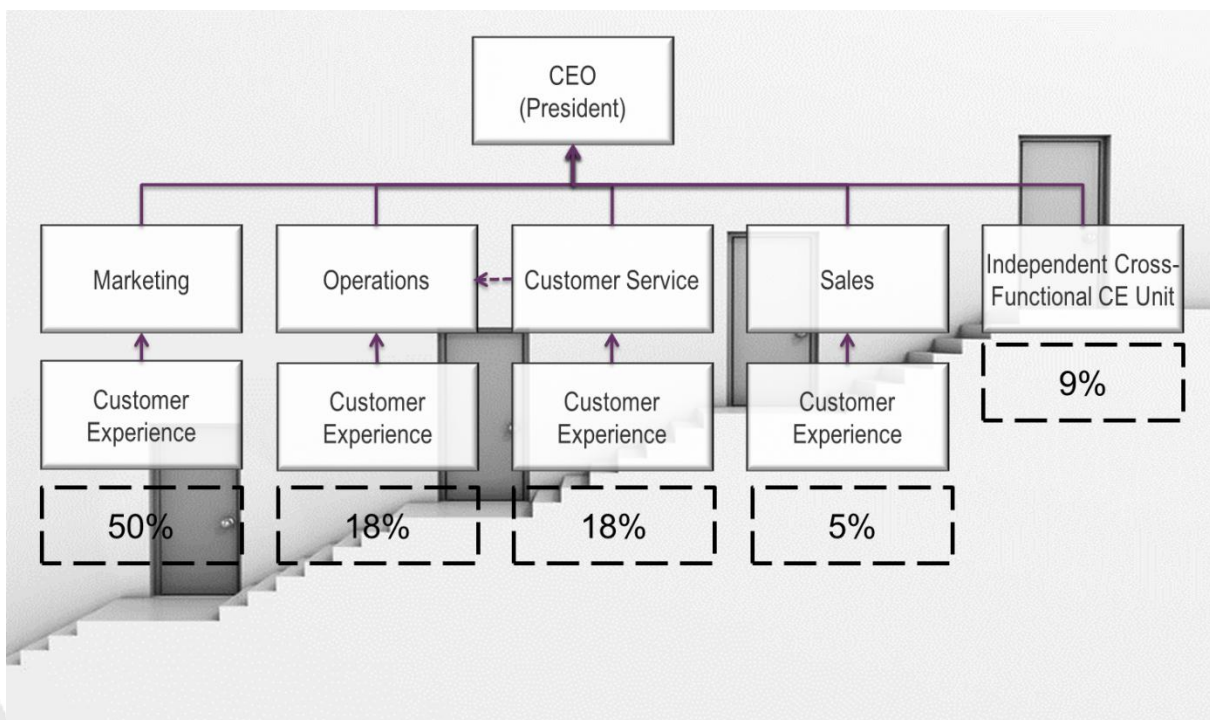 CEO
(President)
Marketing
Operations
Customer Service
Sales
Independent Cross-
Functional CE Unit
Customer
Experience
Customer
Experience
Customer
Experience
Customer
Experience
9%
50%
18%
18%
5%